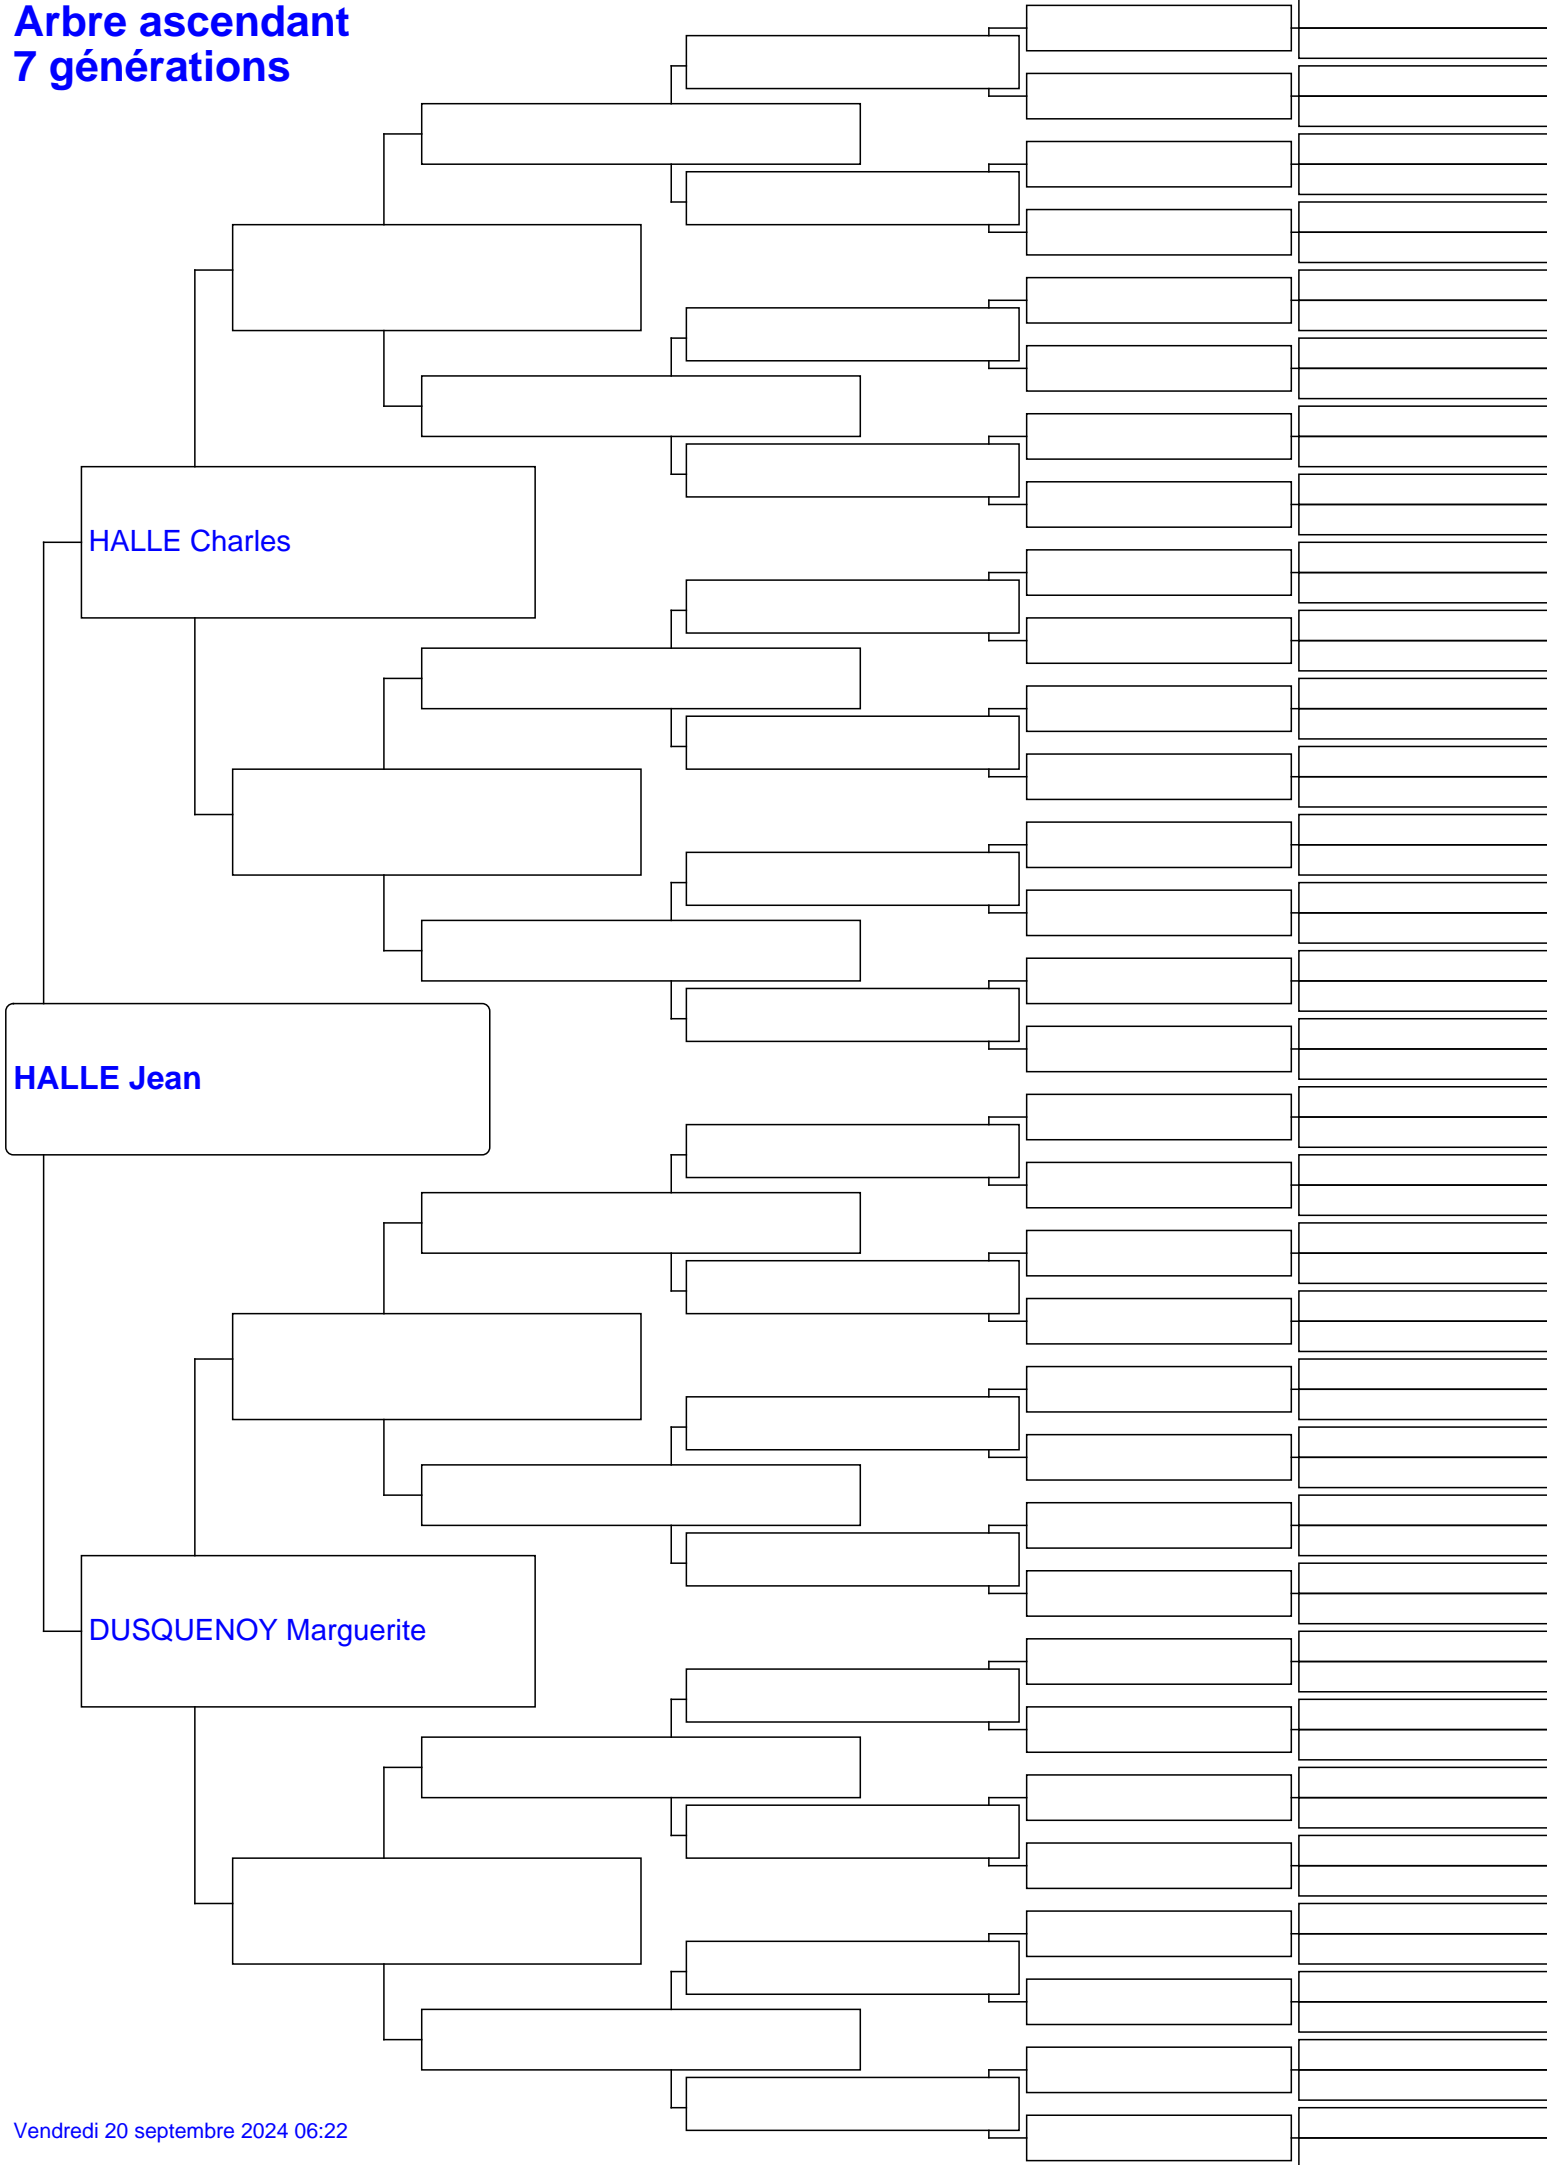 Arbre ascendant
7 générations
HALLE Charles
HALLE Jean
DUSQUENOY Marguerite
Vendredi 20 septembre 2024 06:22